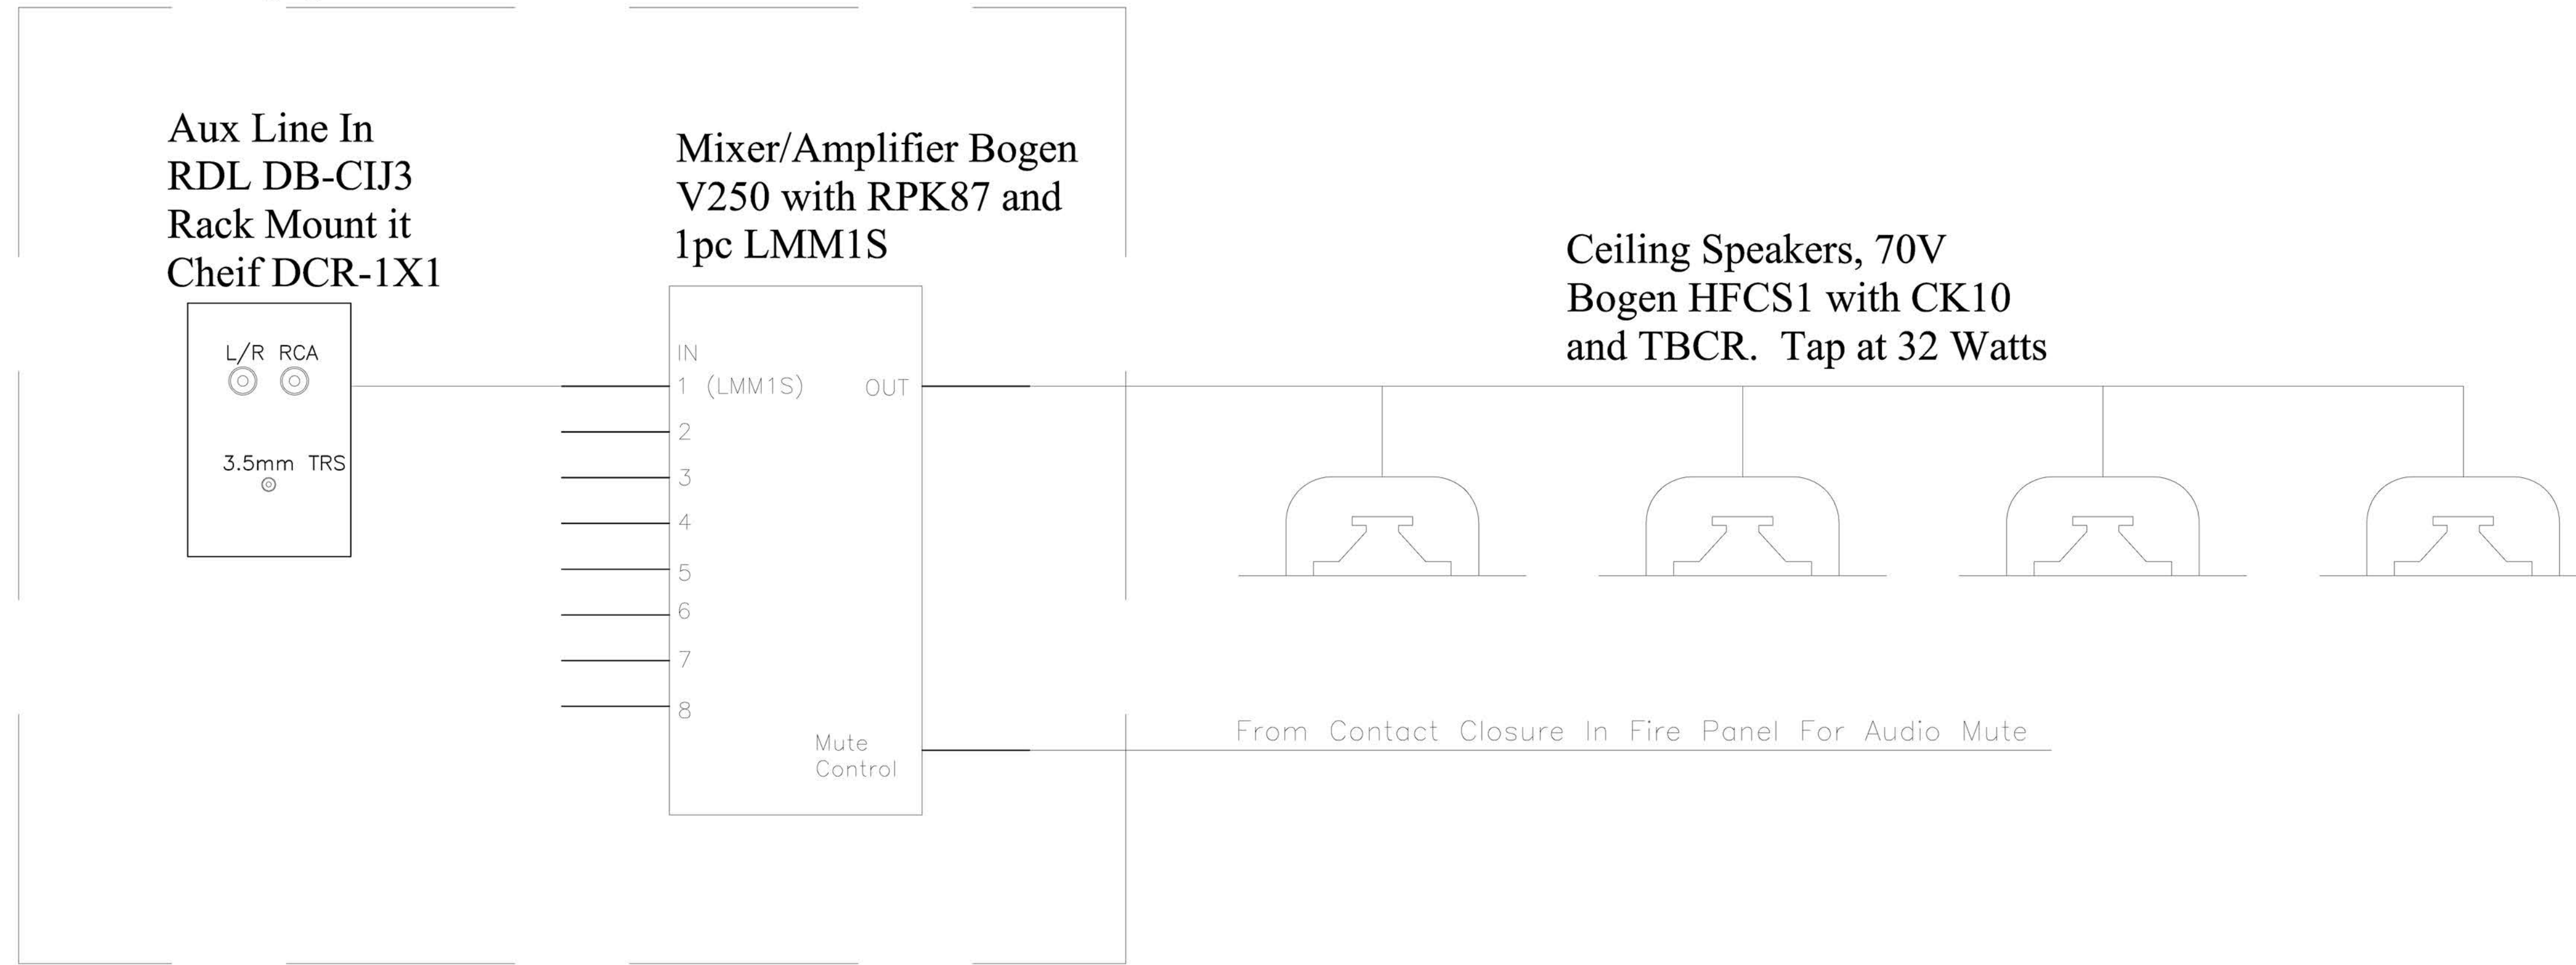 Aux Line In
RDL DB-CIJ3
Rack Mount it
Cheif DCR-1X1
L/R RCA
3.5mm TRS
Mixer/Amplifier Bogen
V250 with RPK87 and
1pc LMM1S
IN
1 (LMM1S) OUT
2
3
4
5
6
7
8
Mute
Control
Ceiling Speakers, 70V
Bogen HFCS1 with CK10
and TBCR. Tap at 32 Watts
From Contact Closure In Fire Panel For Audio Mute